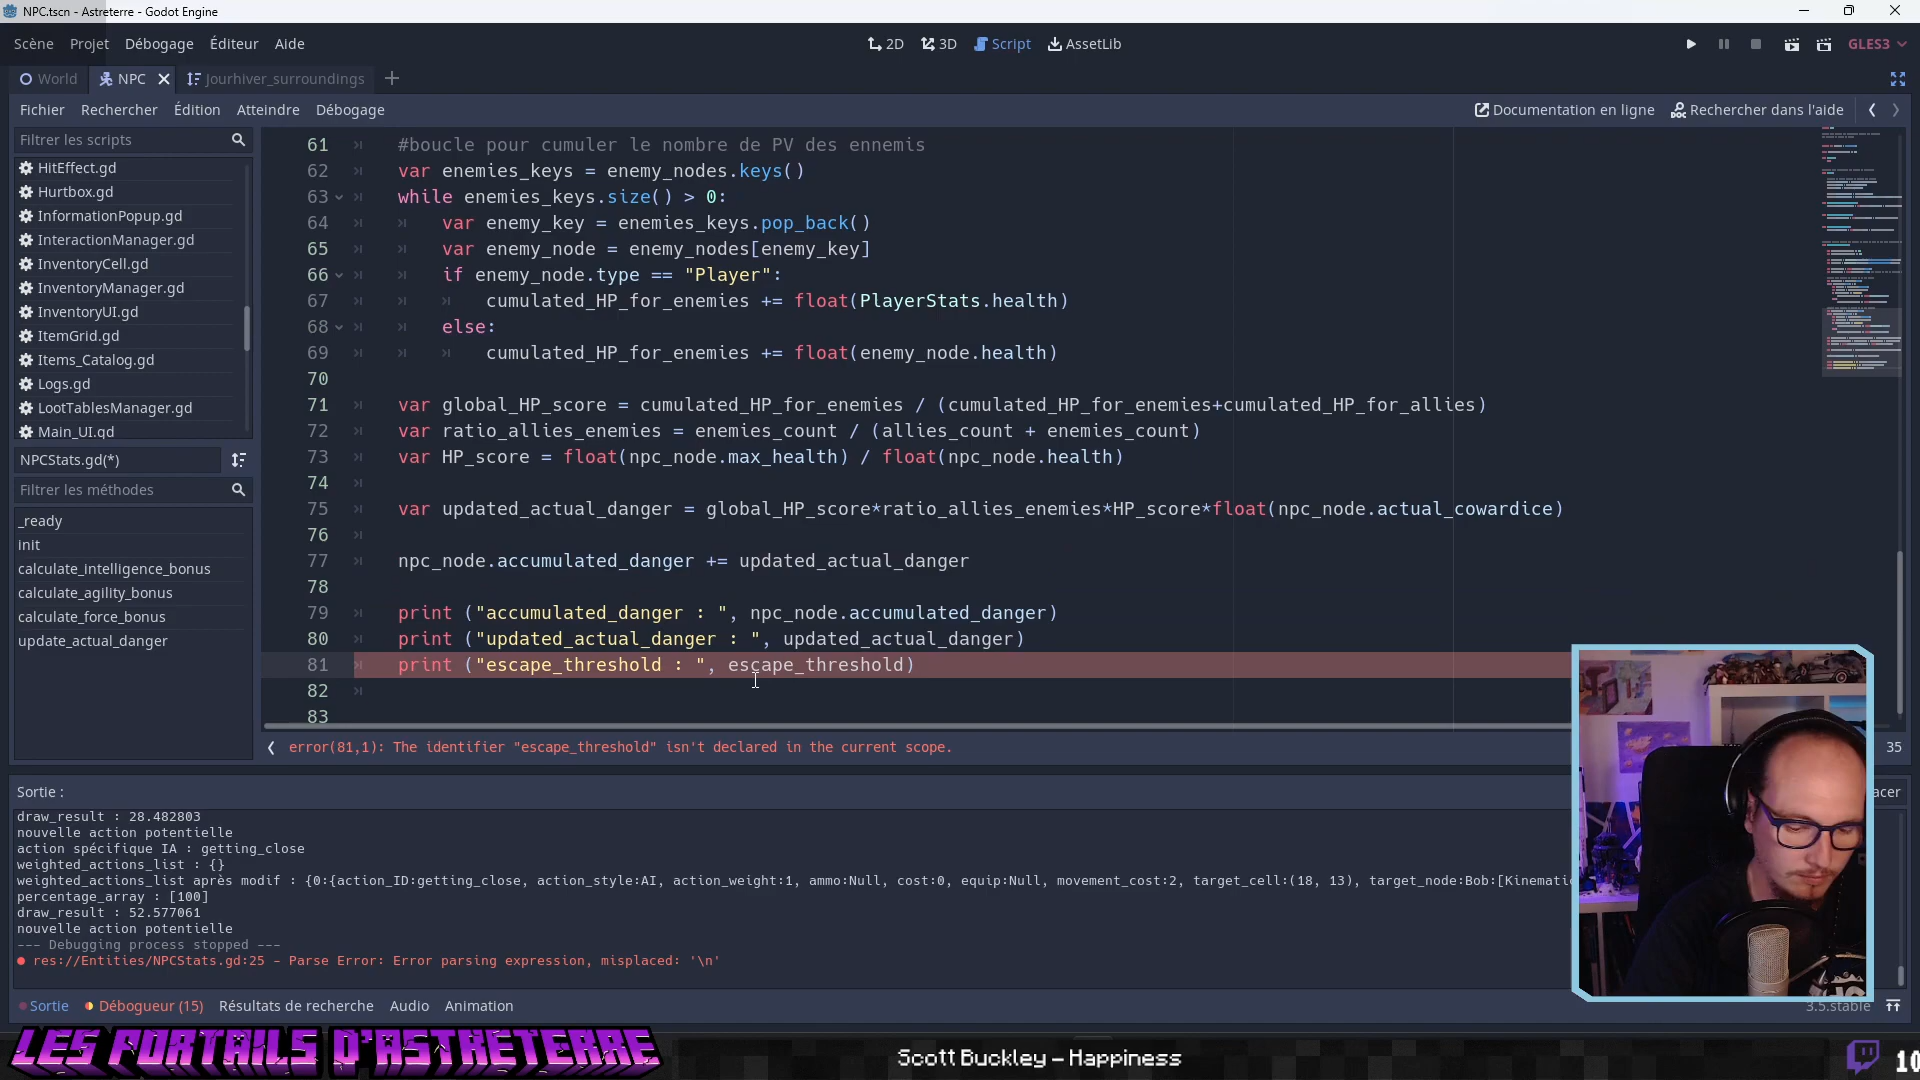 NPC.tscn - Astreterre - Godot Engine
Scène Projet Débogage Éditeur Aide
2D 3D Script AssetLib
GLES3
World NPC Jourhiver_surroundings
Fichier Rechercher Édition Atteindre Débogage
Documentation en ligne Rechercher dans l'aide
Filtrer les scripts
HitEffect.gd
Hurtbox.gd
InformationPopup.gd
InteractionManager.gd
InventoryCell.gd
InventoryManager.gd
InventoryUI.gd
ItemGrid.gd
Items_Catalog.gd
Logs.gd
LootTablesManager.gd
Main_UI.gd
NPCStats.gd(*)
Filtrer les méthodes
_ready
init
calculate_intelligence_bonus
calculate_agility_bonus
calculate_force_bonus
update_actual_danger
61 #boucle pour cumuler le nombre de PV des ennemis
62 var enemies_keys = enemy_nodes.keys()
63 while enemies_keys.size() > 0:
64 var enemy_key = enemies_keys.pop_back()
65 var enemy_node = enemy_nodes[enemy_key]
66 if enemy_node.type == "Player":
67 cumulated_HP_for_enemies += float(PlayerStats.health)
68 else:
69 cumulated_HP_for_enemies += float(enemy_node.health)
70
71 var global_HP_score = cumulated_HP_for_enemies / (cumulated_HP_for_enemies+cumulated_HP_for_allies)
72 var ratio_allies_enemies = enemies_count / (allies_count + enemies_count)
73 var HP_score = float(npc_node.max_health) / float(npc_node.health)
74
75 var updated_actual_danger = global_HP_score*ratio_allies_enemies*HP_score*float(npc_node.actual_cowardice)
76
77 npc_node.accumulated_danger += updated_actual_danger
78
79 print ("accumulated_danger : ", npc_node.accumulated_danger)
80 print ("updated_actual_danger : ", updated_actual_danger)
81 print ("escape_threshold : ", escape_threshold)
82
83
error(81,1): The identifier "escape_threshold" isn't declared in the current scope.
35
Sortie :
acer
draw_result : 28.482803
nouvelle action potentielle
action spécifique IA : getting_close
weighted_actions_list : {}
weighted_actions_list après modif : {0:{action_ID:getting_close, action_style:AI, action_weight:1, ammo:Null, cost:0, equip:Null, movement_cost:2, target_cell:(18, 13), target_node:Bob:[Kinematic
percentage_array : [100]
draw_result : 52.577061
nouvelle action potentielle
--- Debugging process stopped ---
res://Entities/NPCStats.gd:25 - Parse Error: Error parsing expression, misplaced: '\n'
Sortie Débogueur (15) Résultats de recherche Audio Animation
3.5.stable
LES PORTAILS D'ASTRETERRE
Scott Buckley – Happiness
10